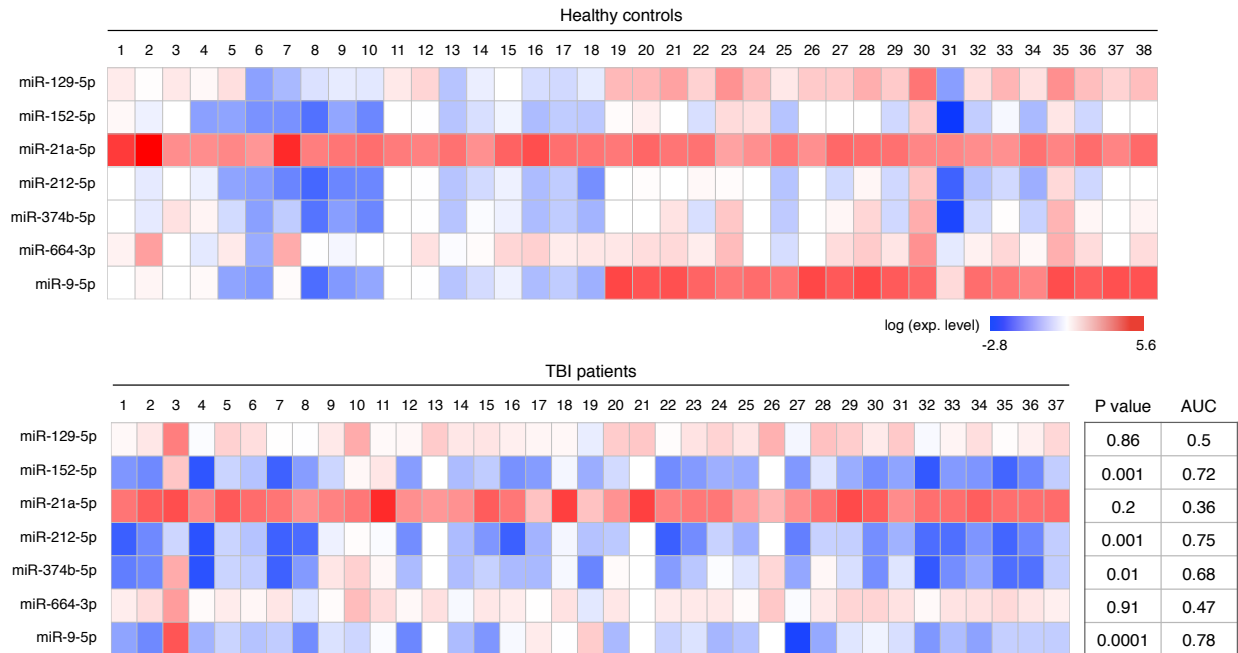 Healthy controls
1 2 3 4 5 6 7 8 9 10 11 12 13 14 15 16 17 18 19 20 21 22 23 24 25 26 27 28 29 30 31 32 33 34 35 36 37 38
miR-129-5p
miR-152-5p
miR-21a-5p
miR-212-5p
miR-374b-5p
miR-664-3p
miR-9-5p
log (exp. level)
-2.8 5.6
TBI patients
1 2 3 4 5 6 7 8 9 10 11 12 13 14 15 16 17 18 19 20 21 22 23 24 25 26 27 28 29 30 31 32 33 34 35 36 37 P value AUC
miR-129-5p 0.86 0.5
miR-152-5p 0.001 0.72
miR-21a-5p 0.2 0.36
miR-212-5p 0.001 0.75
miR-374b-5p 0.01 0.68
miR-664-3p 0.91 0.47
miR-9-5p 0.0001 0.78